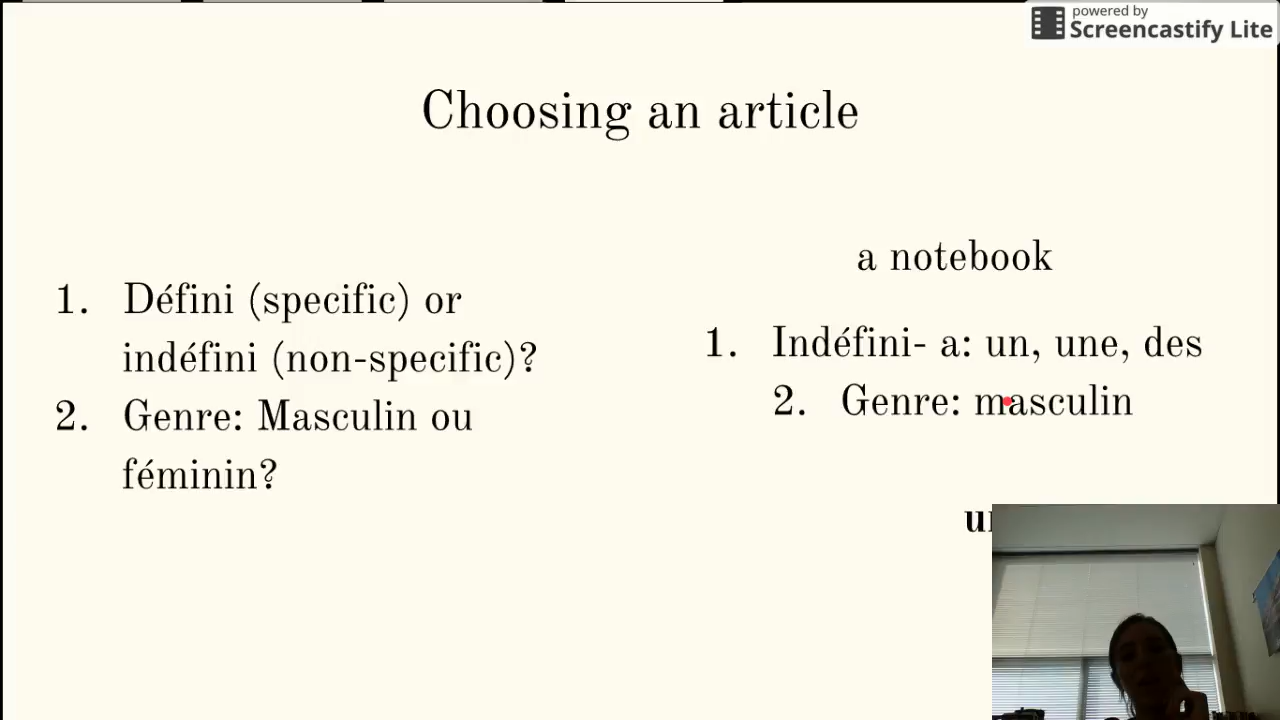 powered by
Screencastify Lite
Choosing an article
1. Défini (specific) or
indéfini (non-specific)?
2. Genre: Masculin ou
féminin?
a notebook
1. Indéfini- a: un, une, des
2. Genre: masculin